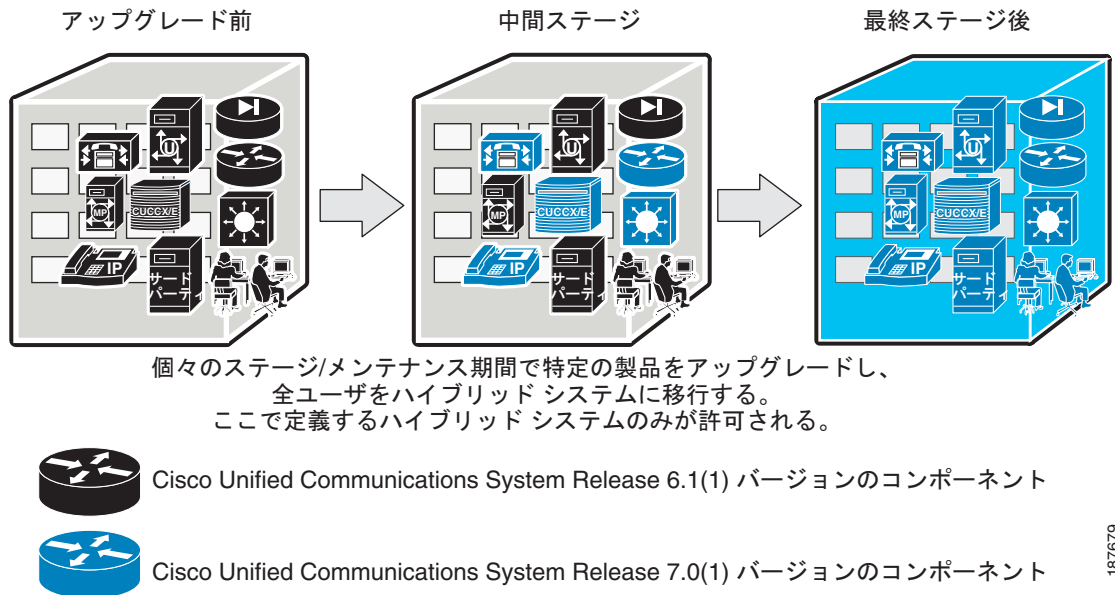 アップグレード前
中間ステージ
最終ステージ後
U
MP
CUCCX/E
IP
サード
パーティ
U
MP
CUCCX/E
IP
サード
パーティ
U
MP
CUCCX/E
IP
サード
パーティ
個々のステージ/メンテナンス期間で特定の製品をアップグレードし、
全ユーザをハイブリッド システムに移行する。
ここで定義するハイブリッド システムのみが許可される。
Cisco Unified Communications System Release 6.1(1) バージョンのコンポーネント
Cisco Unified Communications System Release 7.0(1) バージョンのコンポーネント
187679